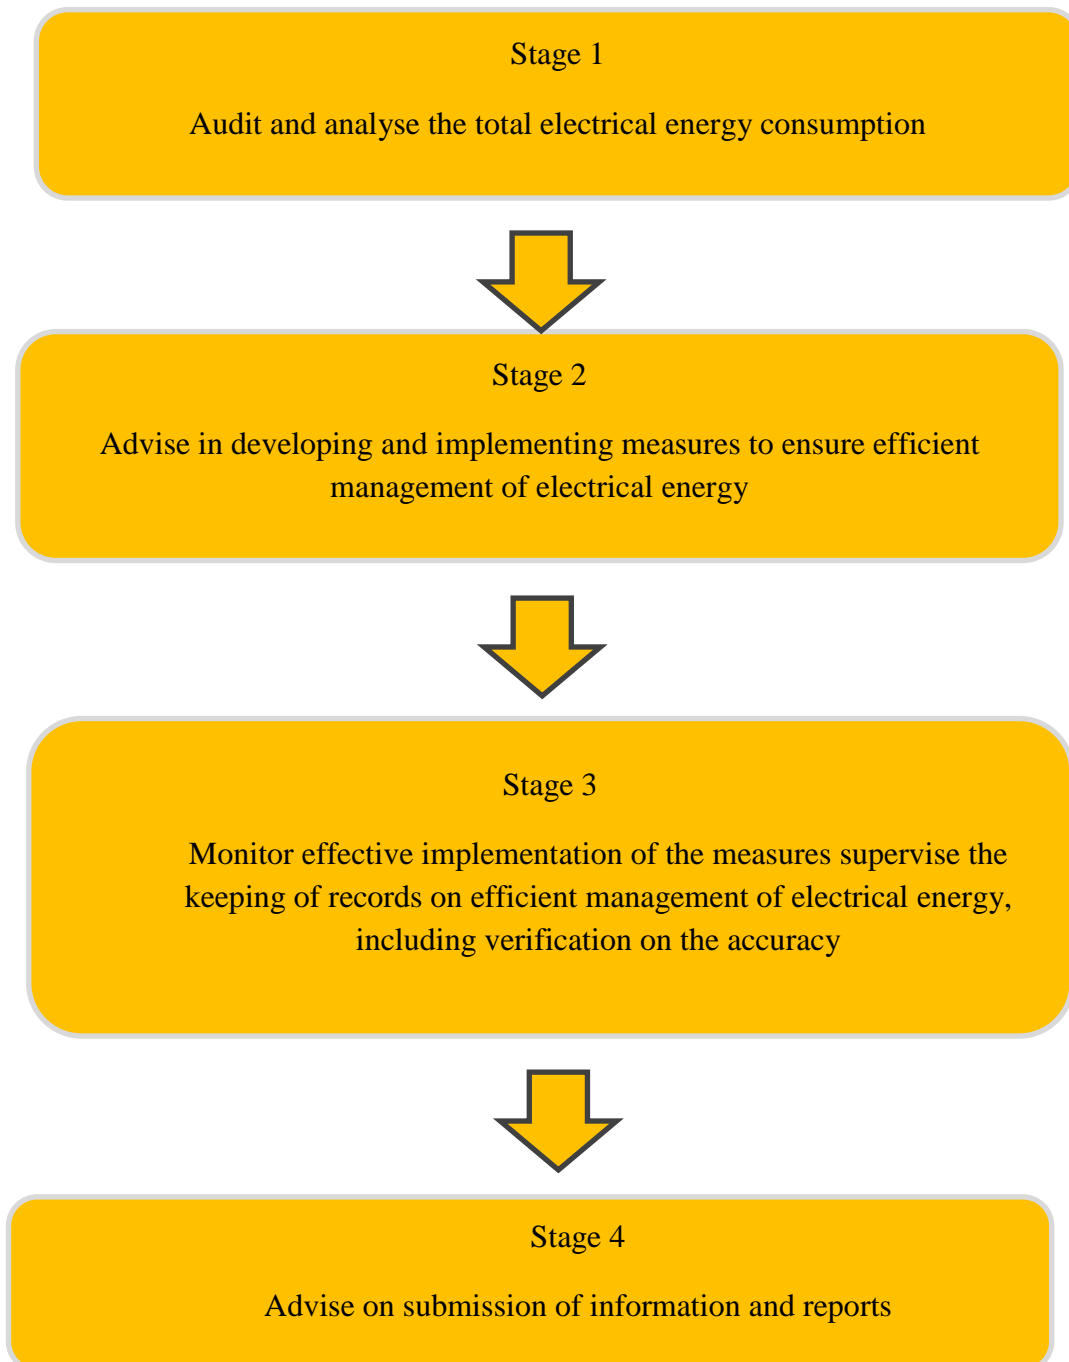 Stage 1
Audit and analyse the total electrical energy consumption
Stage 2
Advise in developing and implementing measures to ensure efficient
management of electrical energy
Stage 3
Monitor effective implementation of the measures supervise the
keeping of records on efficient management of electrical energy,
including verification on the accuracy
Stage 4
Advise on submission of information and reports